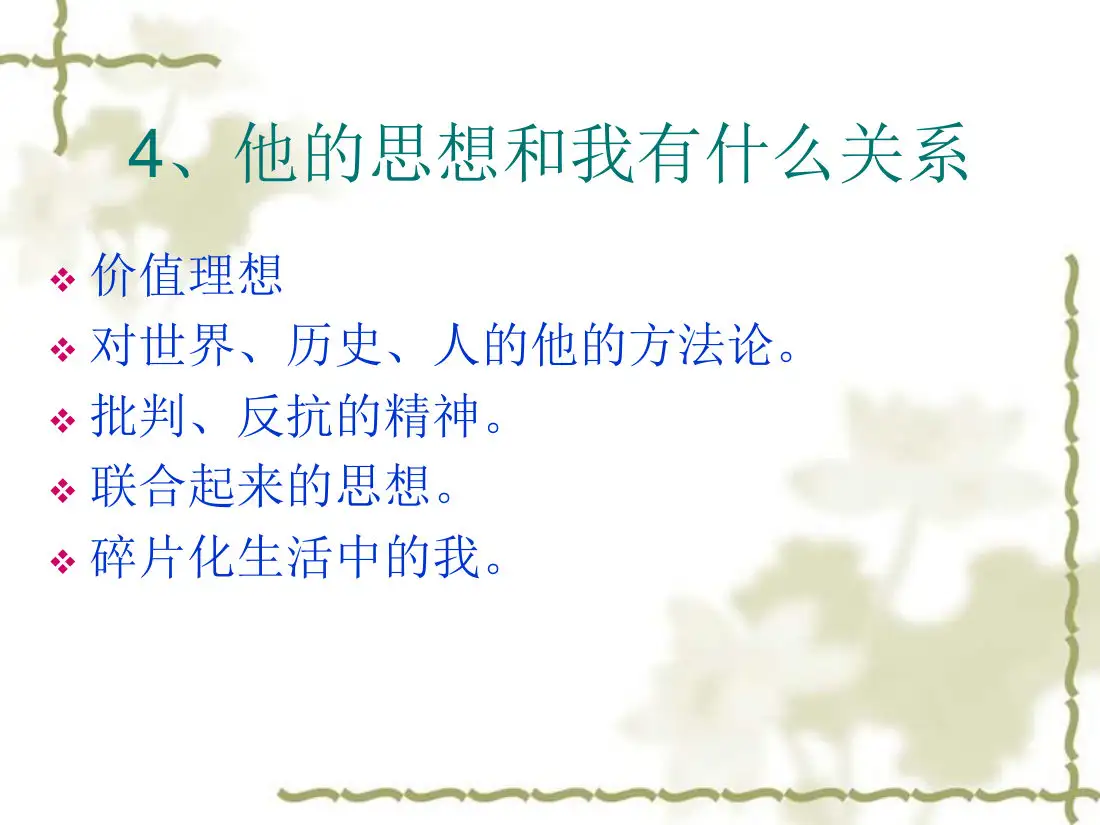 4、他的思想和我有什么关系
价值理想
对世界、历史、人的他的方法论。
批判、反抗的精神。
联合起来的思想。
碎片化生活中的我。